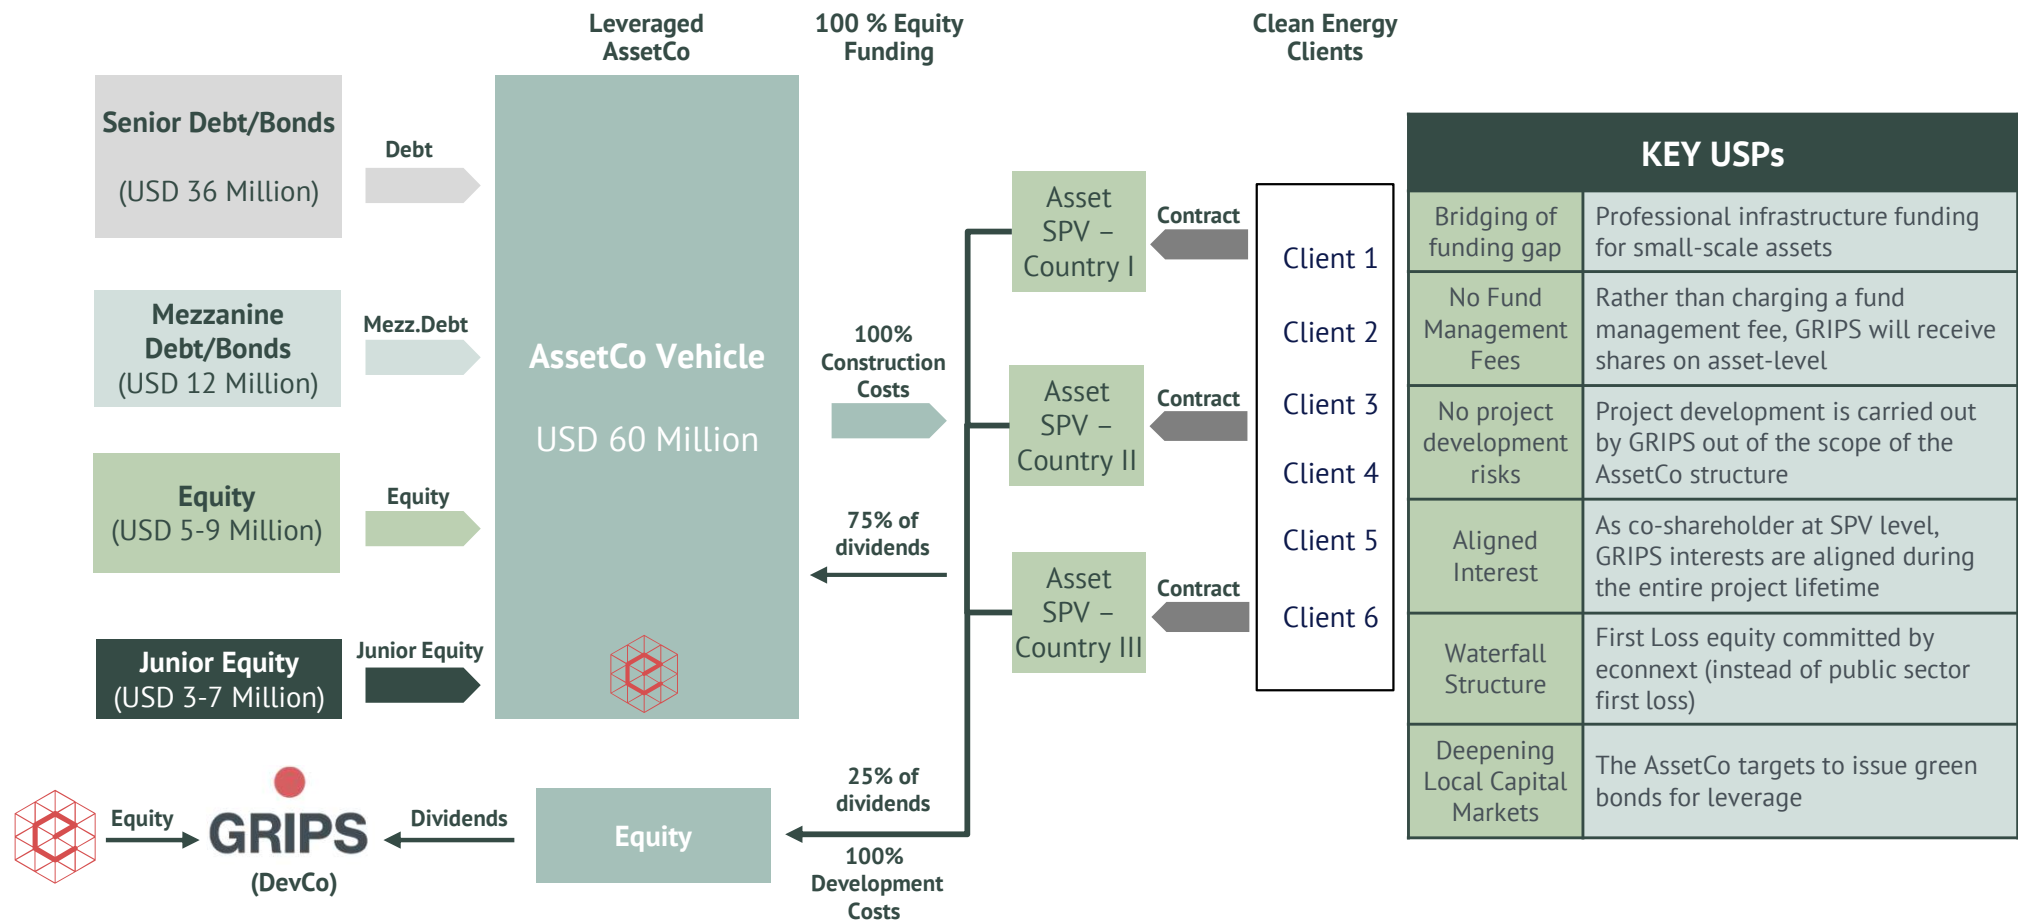 Leveraged
AssetCo
100 % Equity
Funding
Clean Energy
Clients
Senior Debt/Bonds
(USD 36 Million)
Debt
Mezzanine
Debt/Bonds
(USD 12 Million)
Mezz.Debt
Equity
(USD 5-9 Million)
Equity
Junior Equity
(USD 3-7 Million)
Junior Equity
AssetCo Vehicle
USD 60 Million
100%
Construction
Costs
75% of
dividends
Asset
SPV –
Country I
Contract
Asset
SPV –
Country II
Contract
Asset
SPV –
Country III
Contract
Client 1
Client 2
Client 3
Client 4
Client 5
Client 6
Equity
GRIPS
(DevCo)
Dividends
Equity
25% of
dividends
100%
Development
Costs
KEY USPs
Bridging of
funding gap
Professional infrastructure funding
for small-scale assets
No Fund
Management
Fees
Rather than charging a fund
management fee, GRIPS will receive
shares on asset-level
No project
development
risks
Project development is carried out
by GRIPS out of the scope of the
AssetCo structure
Aligned
Interest
As co-shareholder at SPV level,
GRIPS interests are aligned during
the entire project lifetime
Waterfall
Structure
First Loss equity committed by
econnext (instead of public sector
first loss)
Deepening
Local Capital
Markets
The AssetCo targets to issue green
bonds for leverage